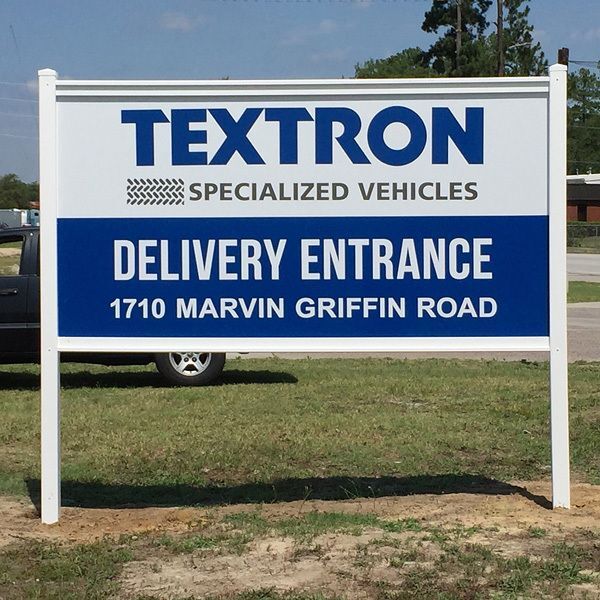 TEXTRON
SPECIALIZED VEHICLES
DELIVERY ENTRANCE
1710 MARVIN GRIFFIN ROAD